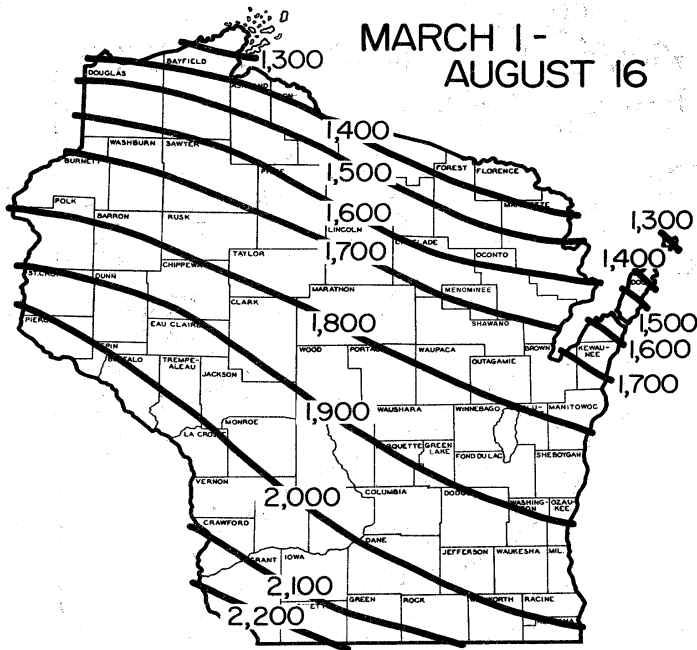 MARCH 1-
AUGUST 16
1,300
BAYFIELD
DOUGLAS
1,400
WASHBURN
SAWYER
BURNETT
1,500
FOREST
FLORENCE
POLK
BARRON
RUSK
1,600
LINCOLN
1,300
TAYLOR
1,700
OCONTO
CHIPPEWA
1,400
DUNN
MARATHON
MENOMINEE
CLARK
1,800
SHAWANO
1,500
PIERCE
EAU CLAIRE
WOOD
WAUPACA
BROWN
KEWAU-
NEE
1,600
BUFFALO
TREMPE-
ALEAU
JACKSON
OUTAGAMIE
1,700
1,900
WAUSHARA
WINNEBAGO
MANITOWOC
MONROE
LA CROSSE
GREEN
LAKE
FOND DU LAC
SHEBOYGAN
VERNON
2,000
COLUMBIA
DODGE
OZAU-
KEE
CRAWFORD
DANE
GRANT
IOWA
JEFFERSON
WAUKESHA
MIL.
2,100
GREEN
ROCK
RACINE
2,200